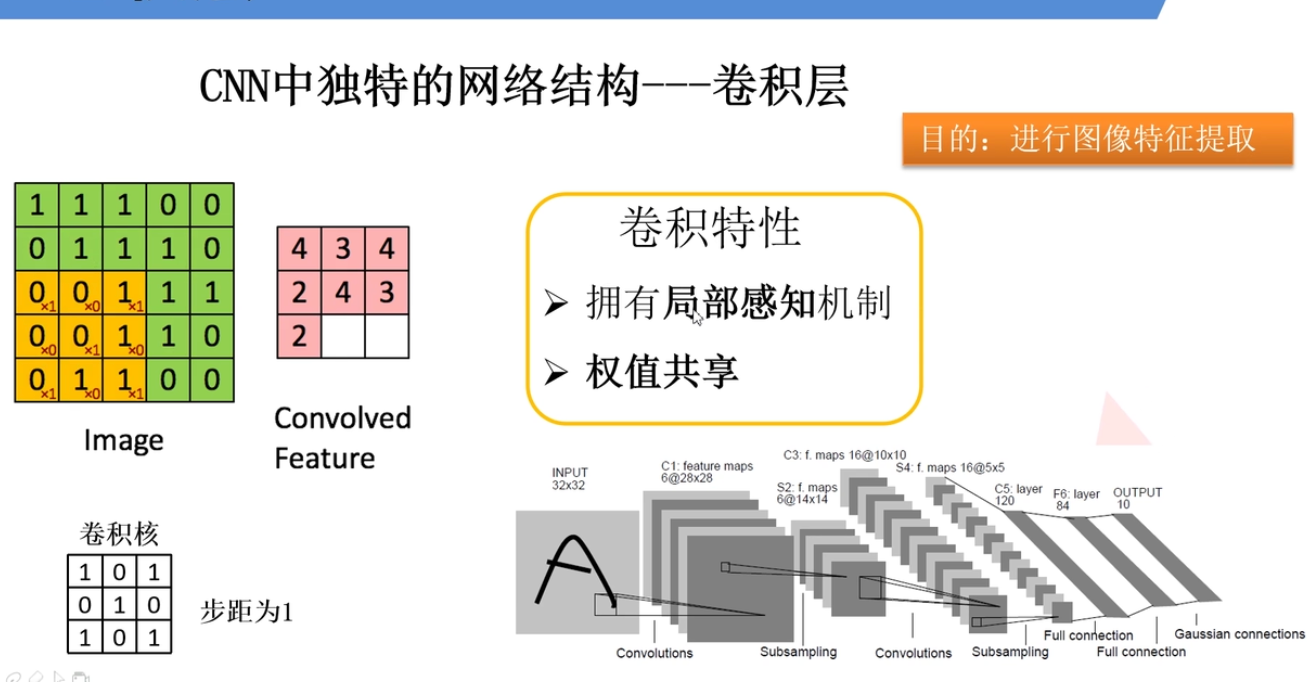 CNN中独特的网络结构---卷积层
目的：进行图像特征提取
1 1 1 0 0
0 1 1 1 0
0×1 0×0 1×1 1 1
0×0 0×1 1×0 1 0
0×1 1×0 1×1 0 0
Image
4 3 4
2 4 3
2
Convolved
Feature
卷积特性
➢ 拥有局部感知机制
➢ 权值共享
卷积核
1 0 1
0 1 0
1 0 1
步距为1
INPUT
32x32
C1: feature maps
6@28x28
S2: f. maps
6@14x14
C3: f. maps 16@10x10
S4: f. maps 16@5x5
C5: layer
120
F6: layer
84
OUTPUT
10
A
Convolutions
Subsampling
Convolutions
Subsampling
Full connection
Full connection
Gaussian connections